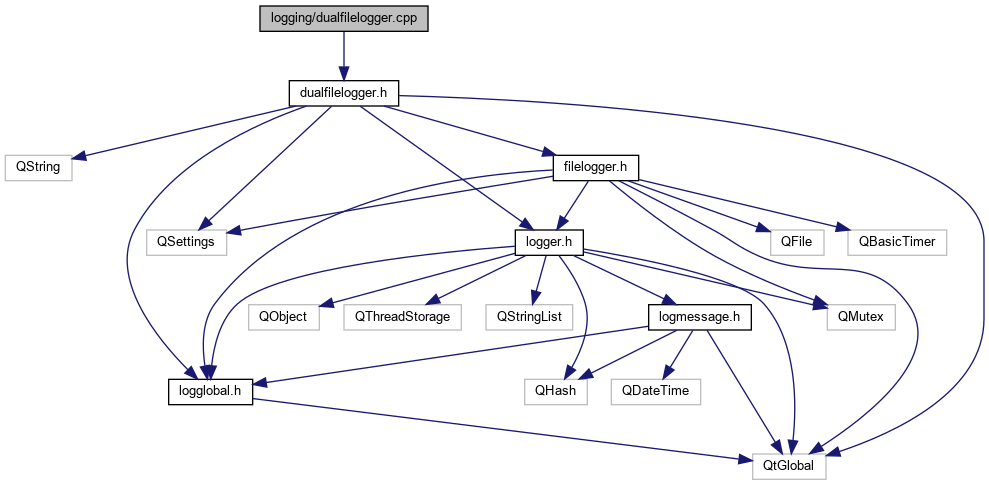 logging/dualfilelogger.cpp
dualfilelogger.h
QString
filelogger.h
QSettings
logger.h
QFile
QBasicTimer
QObject
QThreadStorage
QStringList
logmessage.h
QMutex
logglobal.h
QHash
QDateTime
QtGlobal